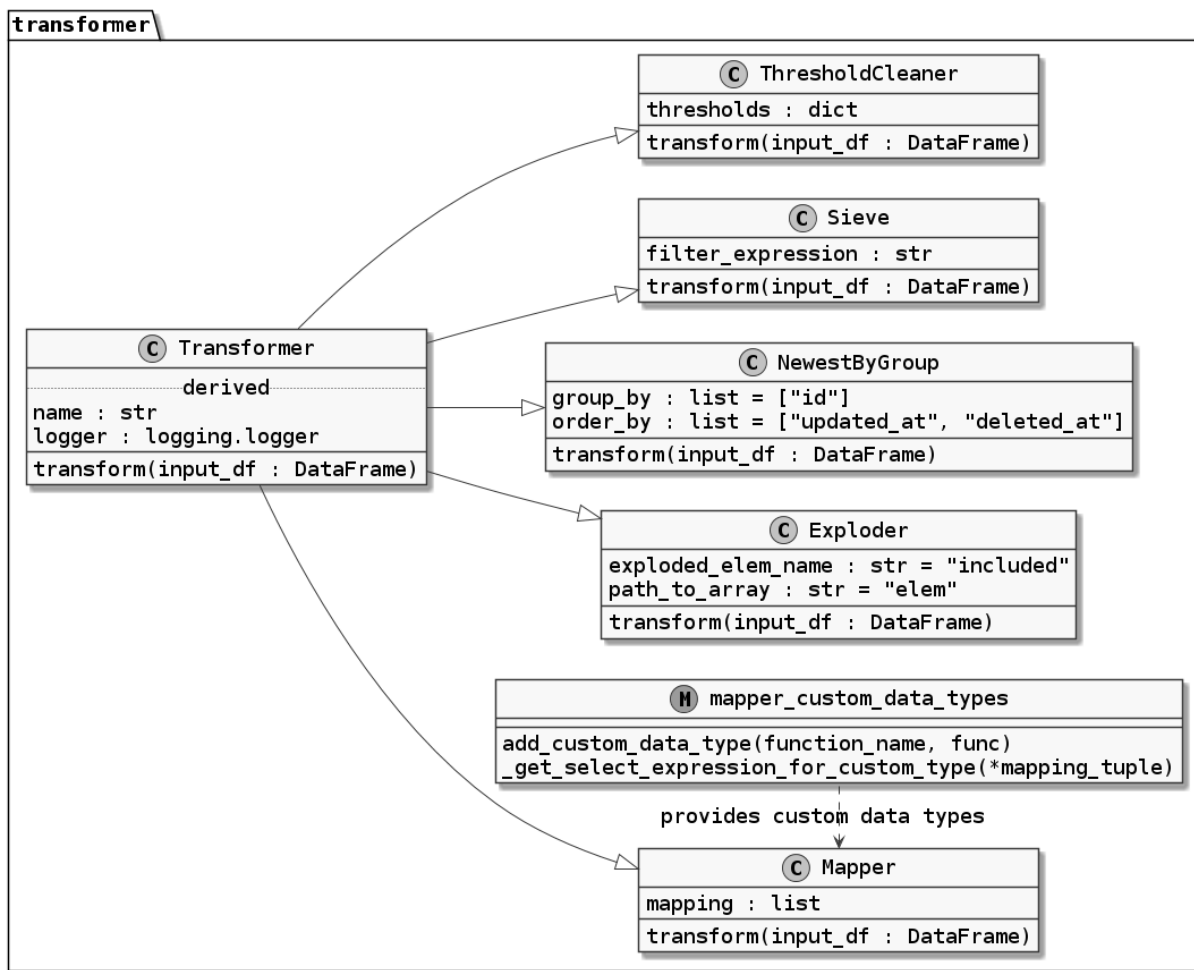 transformer
C ThresholdCleaner
thresholds : dict
transform(input_df : DataFrame)
C Sieve
filter_expression : str
transform(input_df : DataFrame)
C Transformer
derived
name : str
logger : logging.logger
transform(input_df : DataFrame)
C NewestByGroup
group_by : list = ["id"]
order_by : list = ["updated_at", "deleted_at"]
transform(input_df : DataFrame)
C Exploder
exploded_elem_name : str = "included"
path_to_array : str = "elem"
transform(input_df : DataFrame)
M mapper_custom_data_types
add_custom_data_type(function_name, func)
_get_select_expression_for_custom_type(*mapping_tuple)
provides custom data types
C Mapper
mapping : list
transform(input_df : DataFrame)